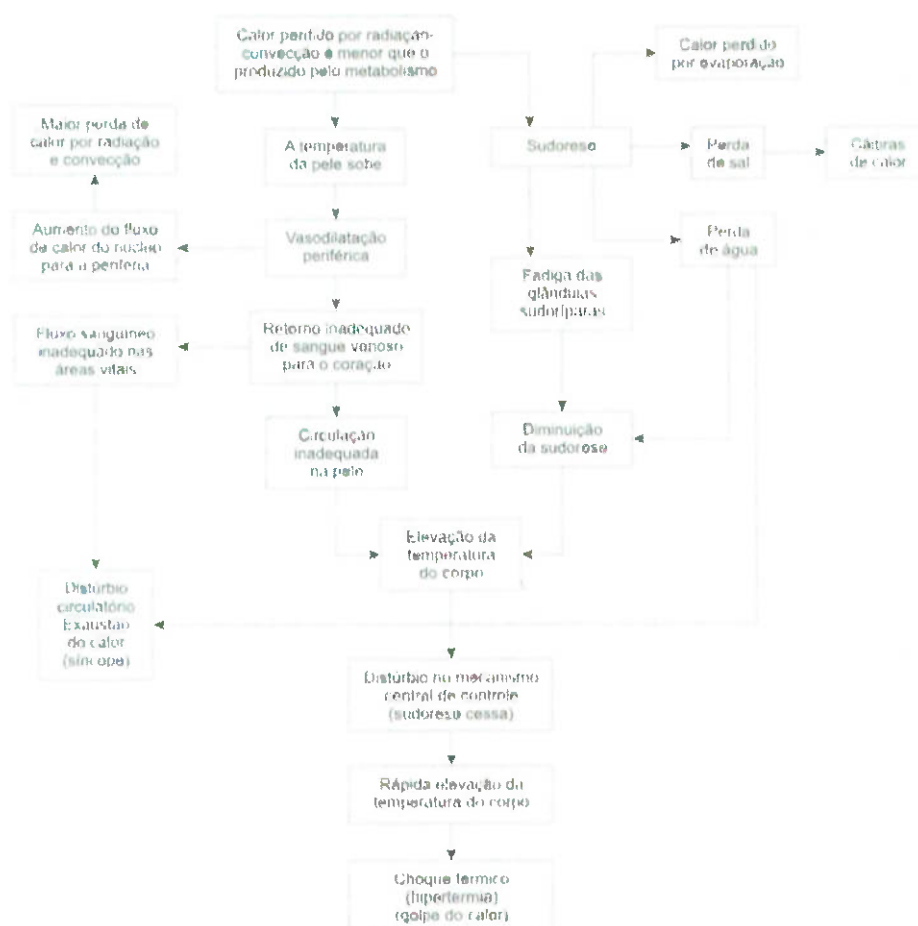 Calor perdido por radiação-
convecção é menor que o
produzido pelo metabolismo
Calor perdido
por evaporação
Maior perda de
calor por radiação
e convecção
A temperatura
da pele sobe
Sudorese
Perda
de sal
Cãibras
de calor
Aumento do fluxo
de calor do núcleo
para a periferia
Vasodilatação
periférica
Perda
de água
Fadiga das
glândulas
sudoríparas
Fluxo sanguíneo
inadequado nas
áreas vitais
Retorno inadequado
de sangue venoso
para o coração
Circulação
inadequada
na pele
Diminuição
da sudorese
Elevação da
temperatura
do corpo
Distúrbio
circulatório
Exaustão
do calor
(síncope)
Distúrbio no mecanismo
central de controle
(sudorese cessa)
Rápida elevação da
temperatura do corpo
Choque térmico
(hipertermia)
(golpe do calor)